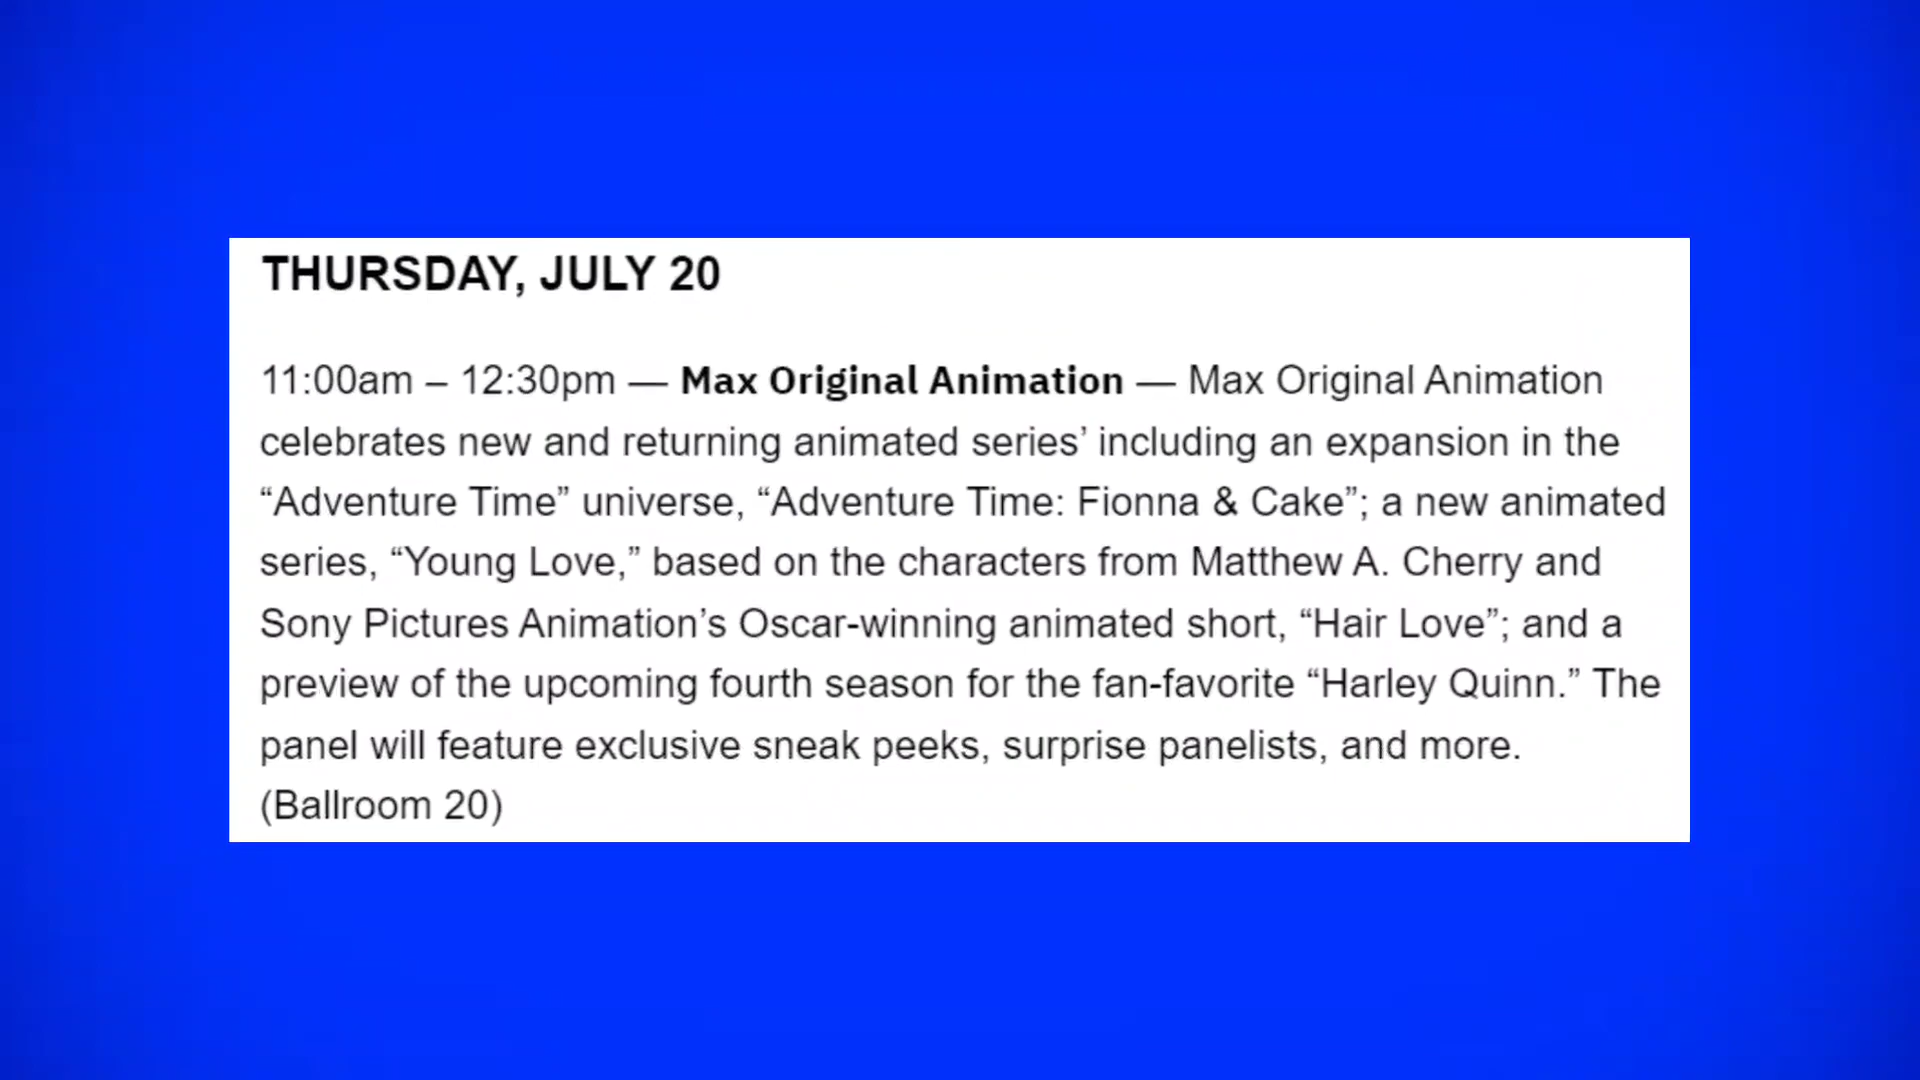 THURSDAY, JULY 20
11:00am – 12:30pm — Max Original Animation — Max Original Animation
celebrates new and returning animated series’ including an expansion in the
“Adventure Time” universe, “Adventure Time: Fionna & Cake”; a new animated
series, “Young Love,” based on the characters from Matthew A. Cherry and
Sony Pictures Animation’s Oscar-winning animated short, “Hair Love”; and a
preview of the upcoming fourth season for the fan-favorite “Harley Quinn.” The
panel will feature exclusive sneak peeks, surprise panelists, and more.
(Ballroom 20)